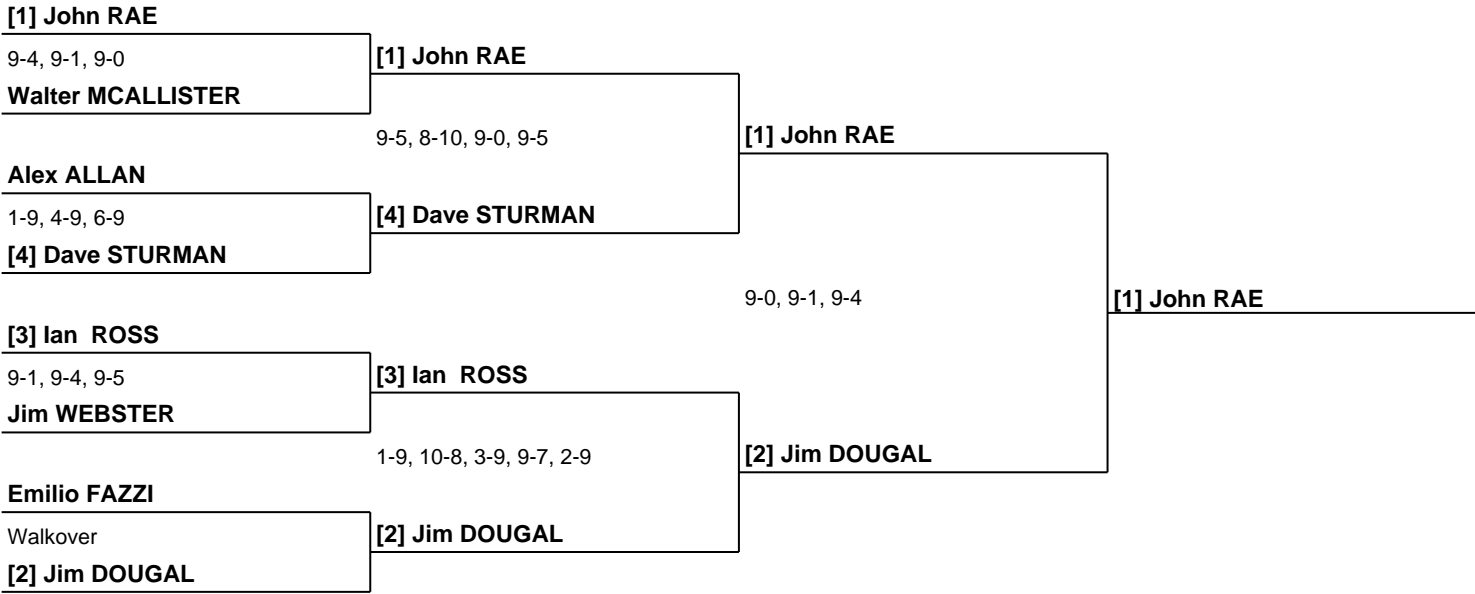 [1] John RAE
9-4, 9-1, 9-0
[1] John RAE
Walter MCALLISTER
9-5, 8-10, 9-0, 9-5
[1] John RAE
Alex ALLAN
1-9, 4-9, 6-9
[4] Dave STURMAN
[4] Dave STURMAN
9-0, 9-1, 9-4
[1] John RAE
[3] Ian  ROSS
9-1, 9-4, 9-5
[3] Ian  ROSS
Jim WEBSTER
1-9, 10-8, 3-9, 9-7, 2-9
[2] Jim DOUGAL
Emilio FAZZI
Walkover
[2] Jim DOUGAL
[2] Jim DOUGAL